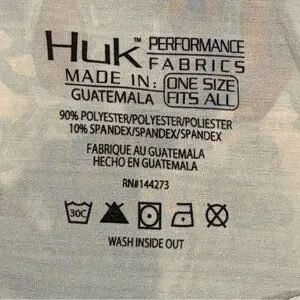 Huk™ PERFORMANCE FABRICS
MADE IN: ONE SIZE
GUATEMALA FITS ALL
90% POLYESTER/POLYESTER/POLIESTER
10% SPANDEX/SPANDEX/SPANDEX
FABRIQUE AU GUATEMALA
HECHO EN GUATEMALA
RN#144273
30C
WASH INSIDE OUT